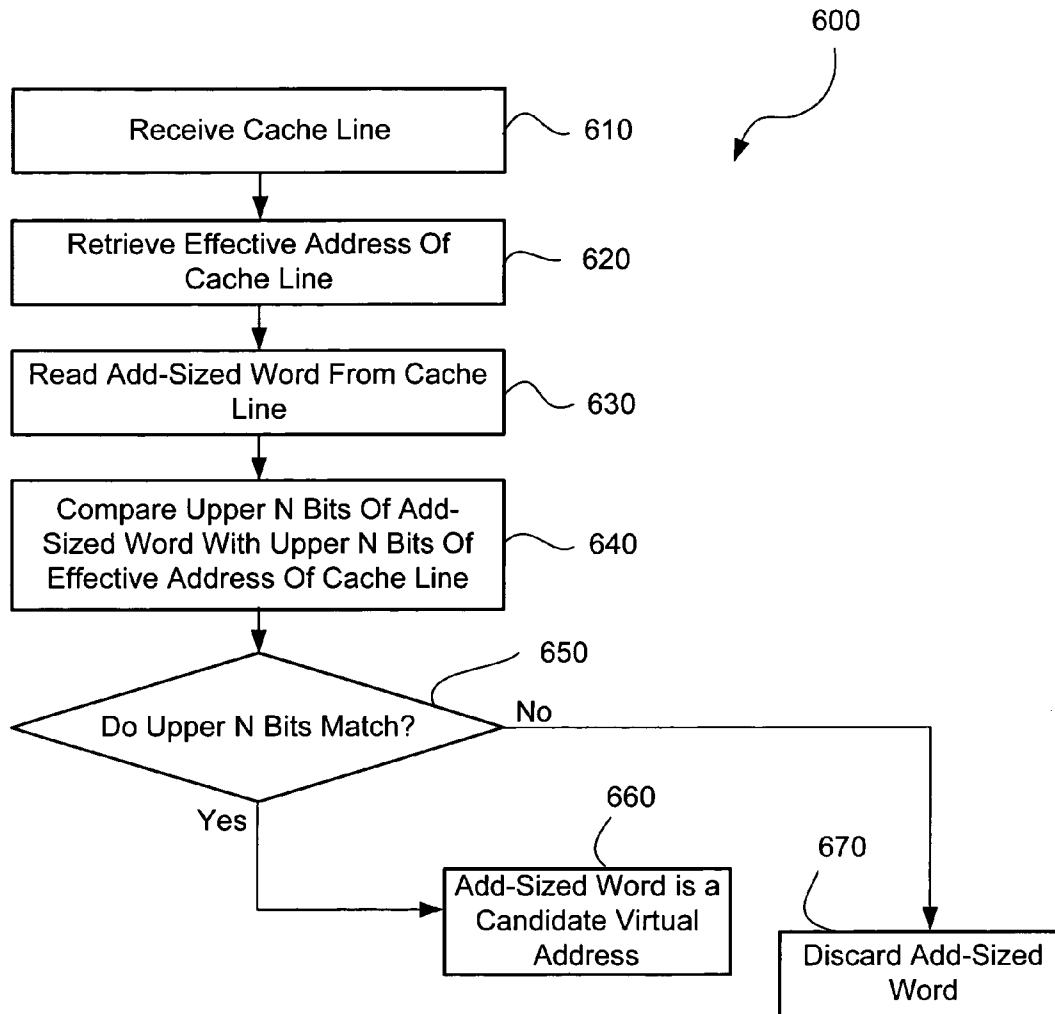 600
Receive Cache Line
610
Retrieve Effective Address Of
Cache Line
620
Read Add-Sized Word From Cache
Line
630
Compare Upper N Bits Of Add-
Sized Word With Upper N Bits Of
Effective Address Of Cache Line
640
650
Do Upper N Bits Match?
No
Yes
660
Add-Sized Word is a
Candidate Virtual
Address
670
Discard Add-Sized
Word